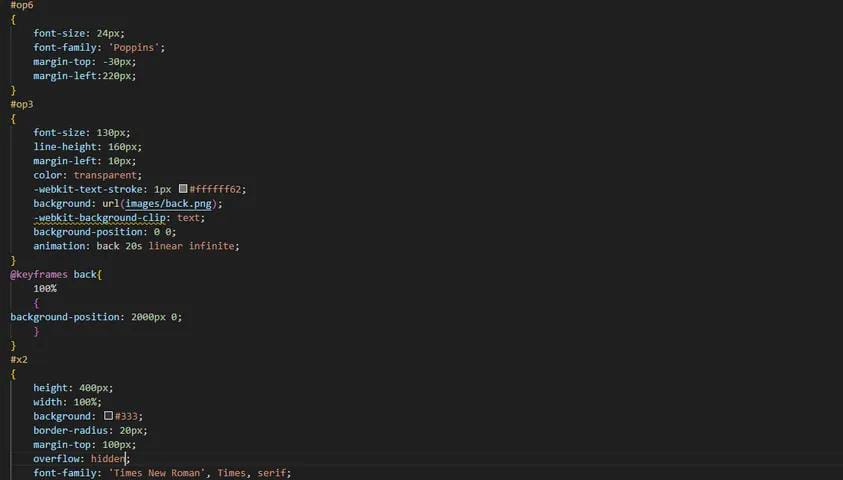 #op6
{
font-size: 24px;
font-family: 'Poppins';
margin-top: -30px;
margin-left:220px;
}
#op3
{
font-size: 130px;
line-height: 160px;
margin-left: 10px;
color: transparent;
-webkit-text-stroke: 1px #ffffff62;
background: url(images/back.png);
-webkit-background-clip: text;
background-position: 0 0;
animation: back 20s linear infinite;
}
@keyframes back{
100%
{
background-position: 2000px 0;
}
}
#x2
{
height: 400px;
width: 100%;
background: #333;
border-radius: 20px;
margin-top: 100px;
overflow: hidden;
font-family: 'Times New Roman', Times, serif;